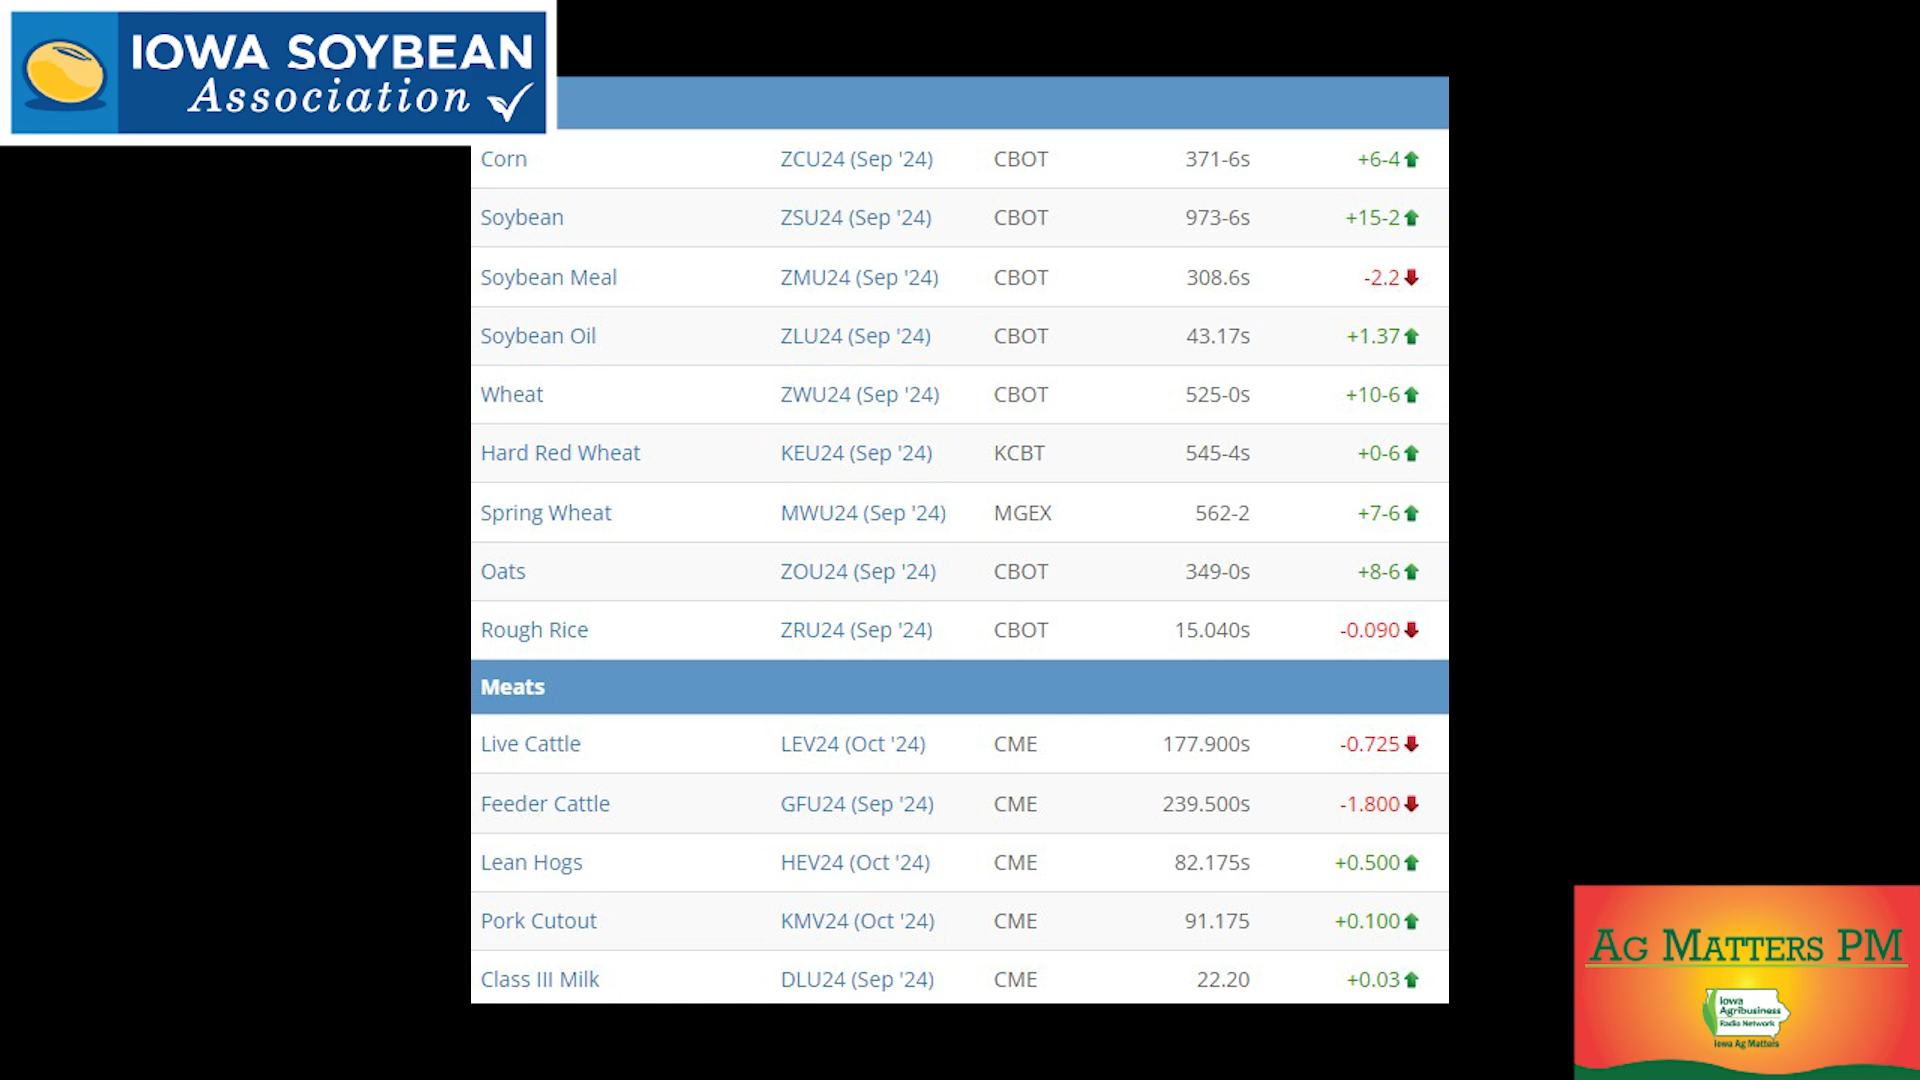 IOWA SOYBEAN
Association
Corn ZCU24 (Sep '24) CBOT 371-6s +6-4
Soybean ZSU24 (Sep '24) CBOT 973-6s +15-2
Soybean Meal ZMU24 (Sep '24) CBOT 308.6s -2.2
Soybean Oil ZLU24 (Sep '24) CBOT 43.17s +1.37
Wheat ZWU24 (Sep '24) CBOT 525-0s +10-6
Hard Red Wheat KEU24 (Sep '24) KCBT 545-4s +0-6
Spring Wheat MWU24 (Sep '24) MGEX 562-2 +7-6
Oats ZOU24 (Sep '24) CBOT 349-0s +8-6
Rough Rice ZRU24 (Sep '24) CBOT 15.040s -0.090
Meats
Live Cattle LEV24 (Oct '24) CME 177.900s -0.725
Feeder Cattle GFU24 (Sep '24) CME 239.500s -1.800
Lean Hogs HEV24 (Oct '24) CME 82.175s +0.500
Pork Cutout KMV24 (Oct '24) CME 91.175 +0.100
Class III Milk DLU24 (Sep '24) CME 22.20 +0.03
AG MATTERS PM
Iowa
Agribusiness
Radio Network
Iowa Ag Matters